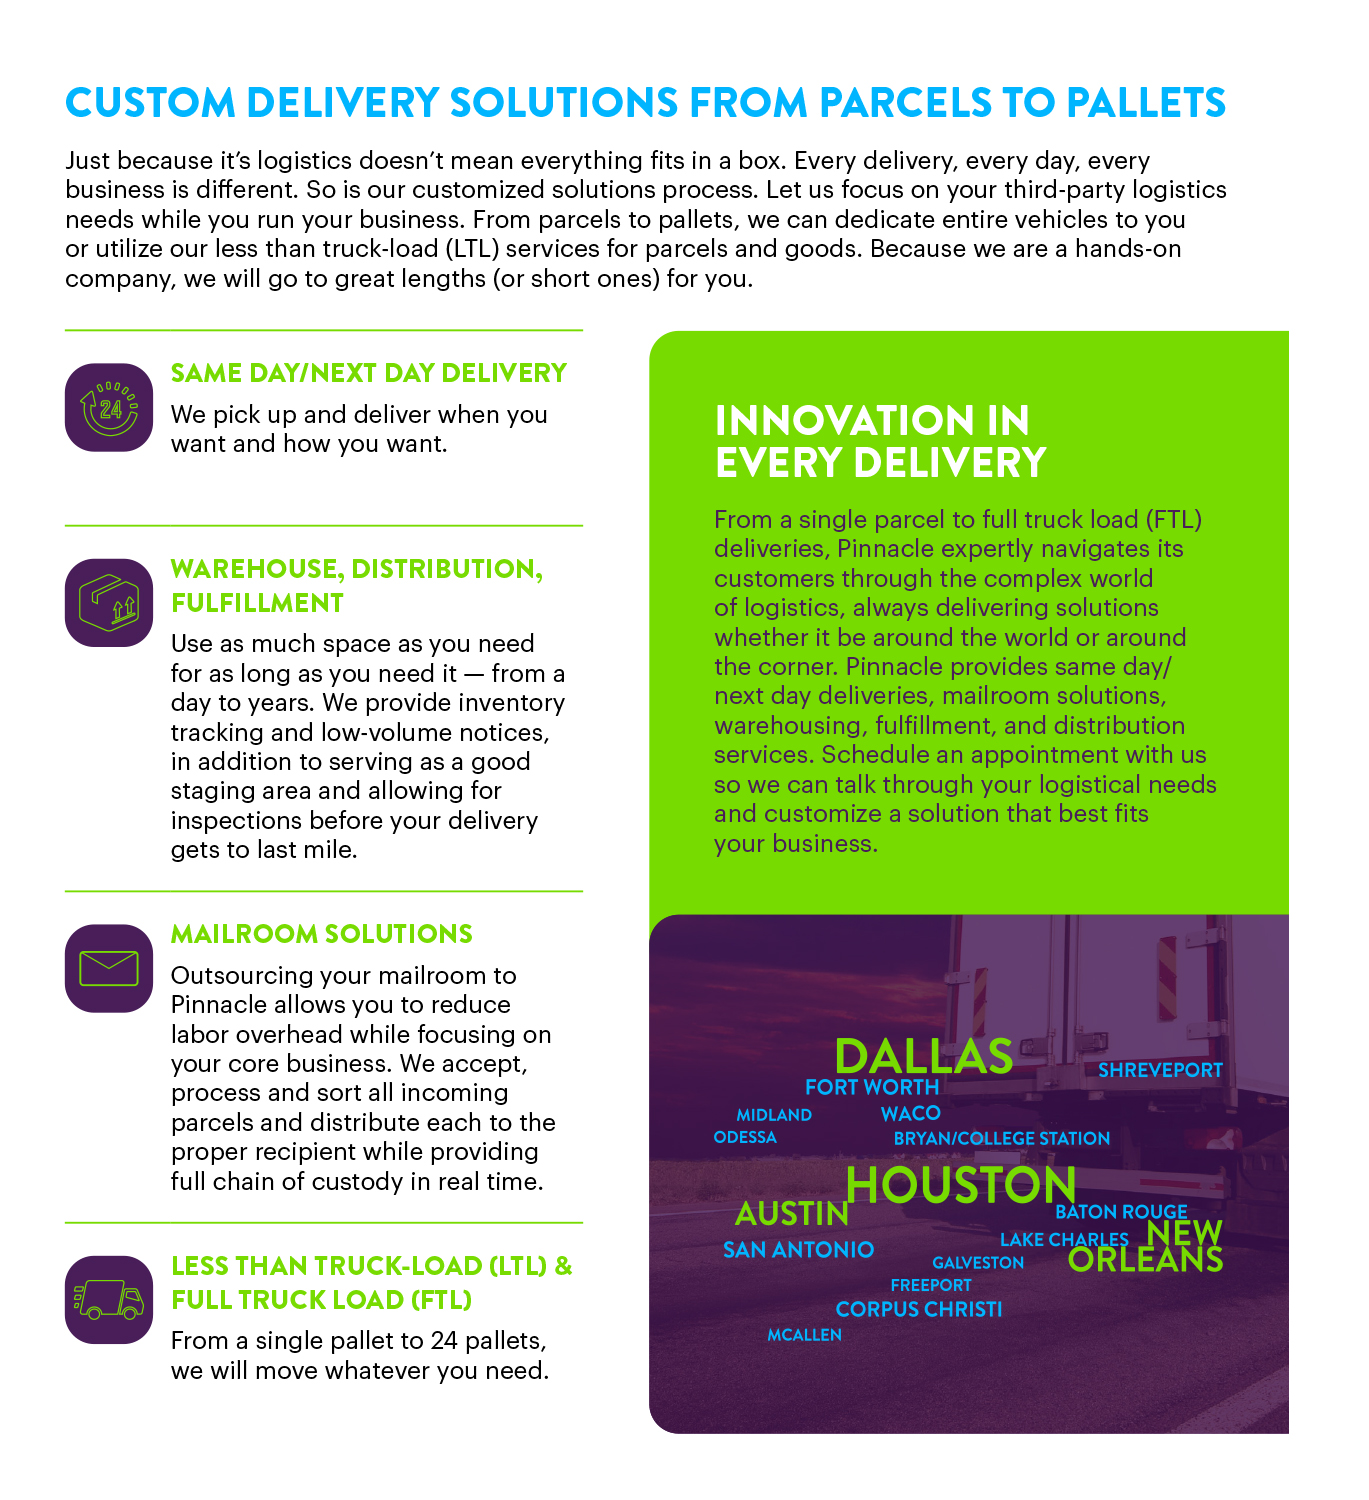 CUSTOM DELIVERY SOLUTIONS FROM PARCELS TO PALLETS
Just because it’s logistics doesn’t mean everything fits in a box. Every delivery, every day, every
business is different. So is our customized solutions process. Let us focus on your third-party logistics
needs while you run your business. From parcels to pallets, we can dedicate entire vehicles to you
or utilize our less than truck-load (LTL) services for parcels and goods. Because we are a hands-on
company, we will go to great lengths (or short ones) for you.
24
SAME DAY/NEXT DAY DELIVERY
We pick up and deliver when you
want and how you want.
WAREHOUSE, DISTRIBUTION,
FULFILLMENT
Use as much space as you need
for as long as you need it — from a
day to years. We provide inventory
tracking and low-volume notices,
in addition to serving as a good
staging area and allowing for
inspections before your delivery
gets to last mile.
MAILROOM SOLUTIONS
Outsourcing your mailroom to
Pinnacle allows you to reduce
labor overhead while focusing on
your core business. We accept,
process and sort all incoming
parcels and distribute each to the
proper recipient while providing
full chain of custody in real time.
LESS THAN TRUCK-LOAD (LTL) &
FULL TRUCK LOAD (FTL)
From a single pallet to 24 pallets,
we will move whatever you need.
INNOVATION IN
EVERY DELIVERY
From a single parcel to full truck load (FTL)
deliveries, Pinnacle expertly navigates its
customers through the complex world
of logistics, always delivering solutions
whether it be around the world or around
the corner. Pinnacle provides same day/
next day deliveries, mailroom solutions,
warehousing, fulfillment, and distribution
services. Schedule an appointment with us
so we can talk through your logistical needs
and customize a solution that best fits
your business.
DALLAS
SHREVEPORT
FORT WORTH
MIDLAND
WACO
ODESSA
BRYAN/COLLEGE STATION
HOUSTON
AUSTIN
BATON ROUGE
NEW
ORLEANS
LAKE CHARLES
SAN ANTONIO
GALVESTON
FREEPORT
CORPUS CHRISTI
MCALLEN